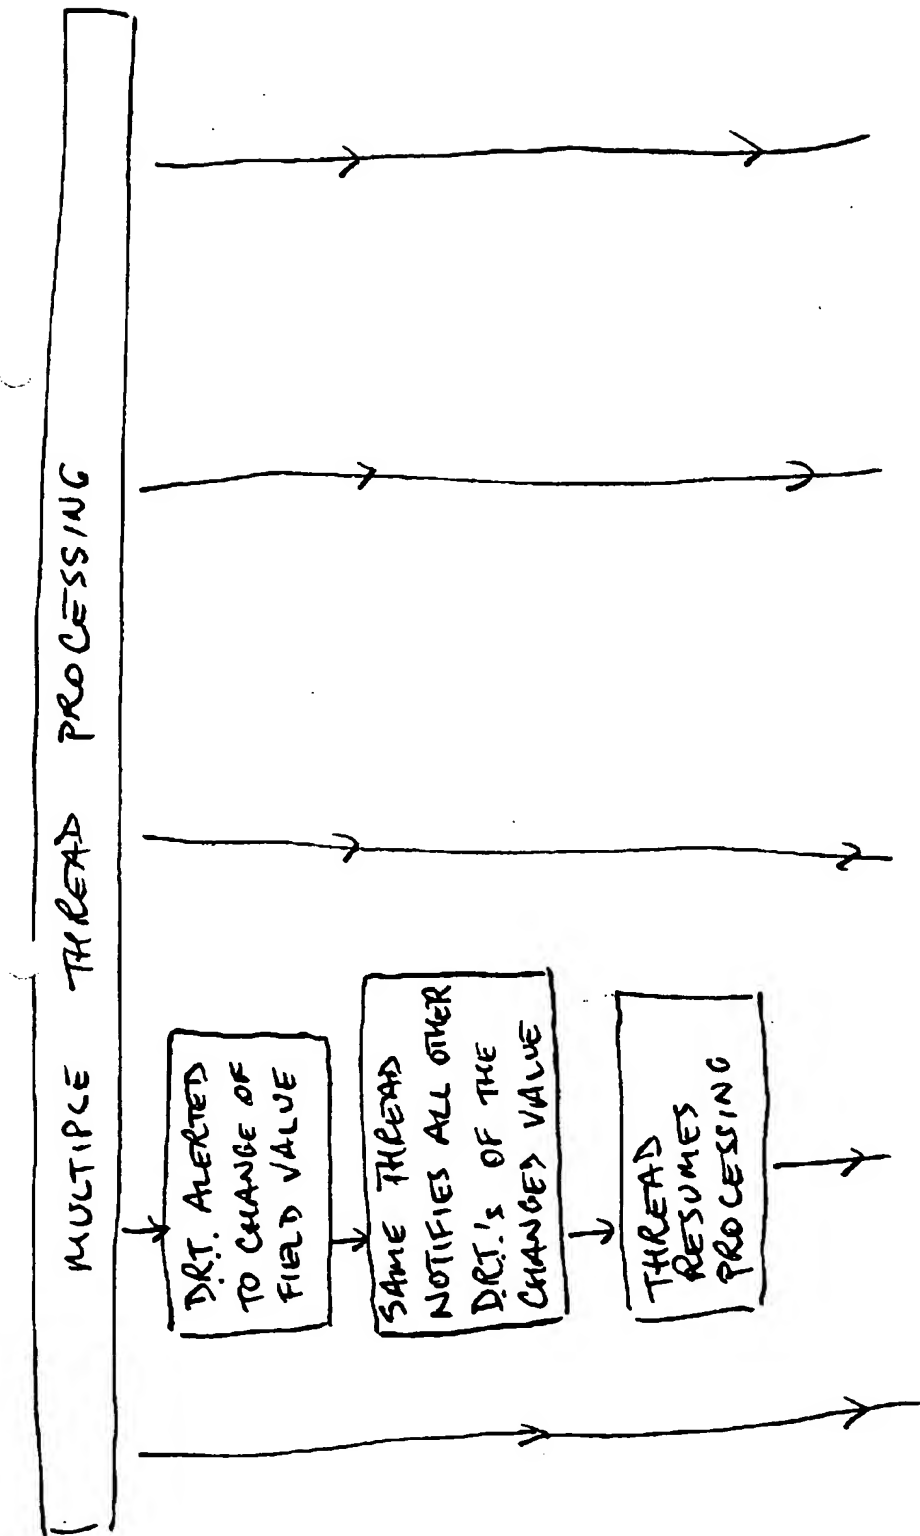 MULTIPLE THREAD PROCESSING
D.R.T. ALERTED
TO CHANGE OF
FIELD VALUE
SAME THREAD
NOTIFIES ALL OTHER
D.R.T.'s OF THE
CHANGES VALUE
THREAD
RESUMES
PROCESSING